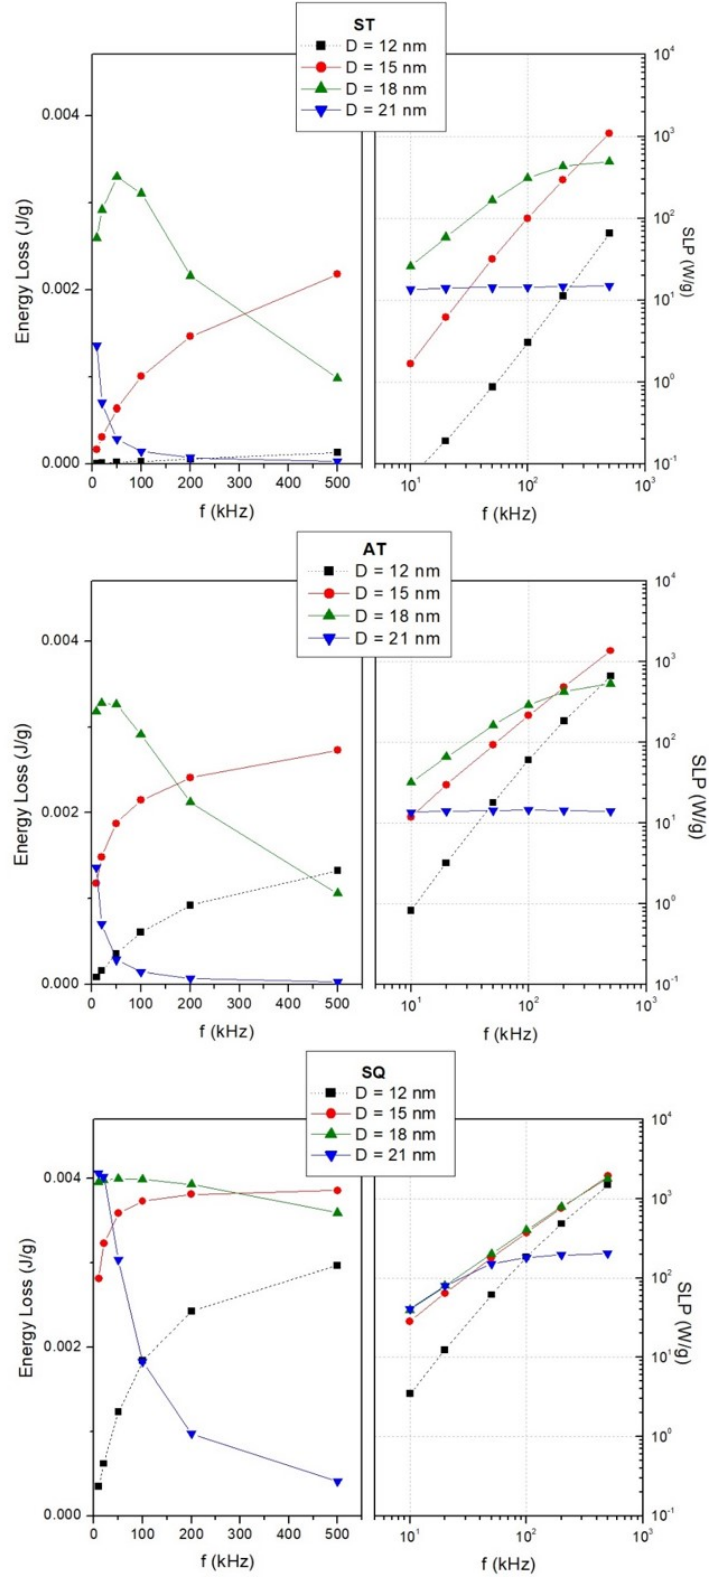 ST
D = 12 nm
D = 15 nm
D = 18 nm
D = 21 nm
Energy Loss (J/g)
0.004
0.002
0.000
0 100 200 300 400 500
f (kHz)
10^1 10^2 10^3
f (kHz)
10^4
10^3
10^2
10^1
10^0
10^-1
SLP (W/g)
AT
D = 12 nm
D = 15 nm
D = 18 nm
D = 21 nm
Energy Loss (J/g)
0.004
0.002
0.000
0 100 200 300 400 500
f (kHz)
10^1 10^2 10^3
f (kHz)
10^4
10^3
10^2
10^1
10^0
10^-1
SLP (W/g)
SQ
D = 12 nm
D = 15 nm
D = 18 nm
D = 21 nm
Energy Loss (J/g)
0.004
0.002
0.000
0 100 200 300 400 500
f (kHz)
10^1 10^2 10^3
f (kHz)
10^4
10^3
10^2
10^1
10^0
10^-1
SLP (W/g)